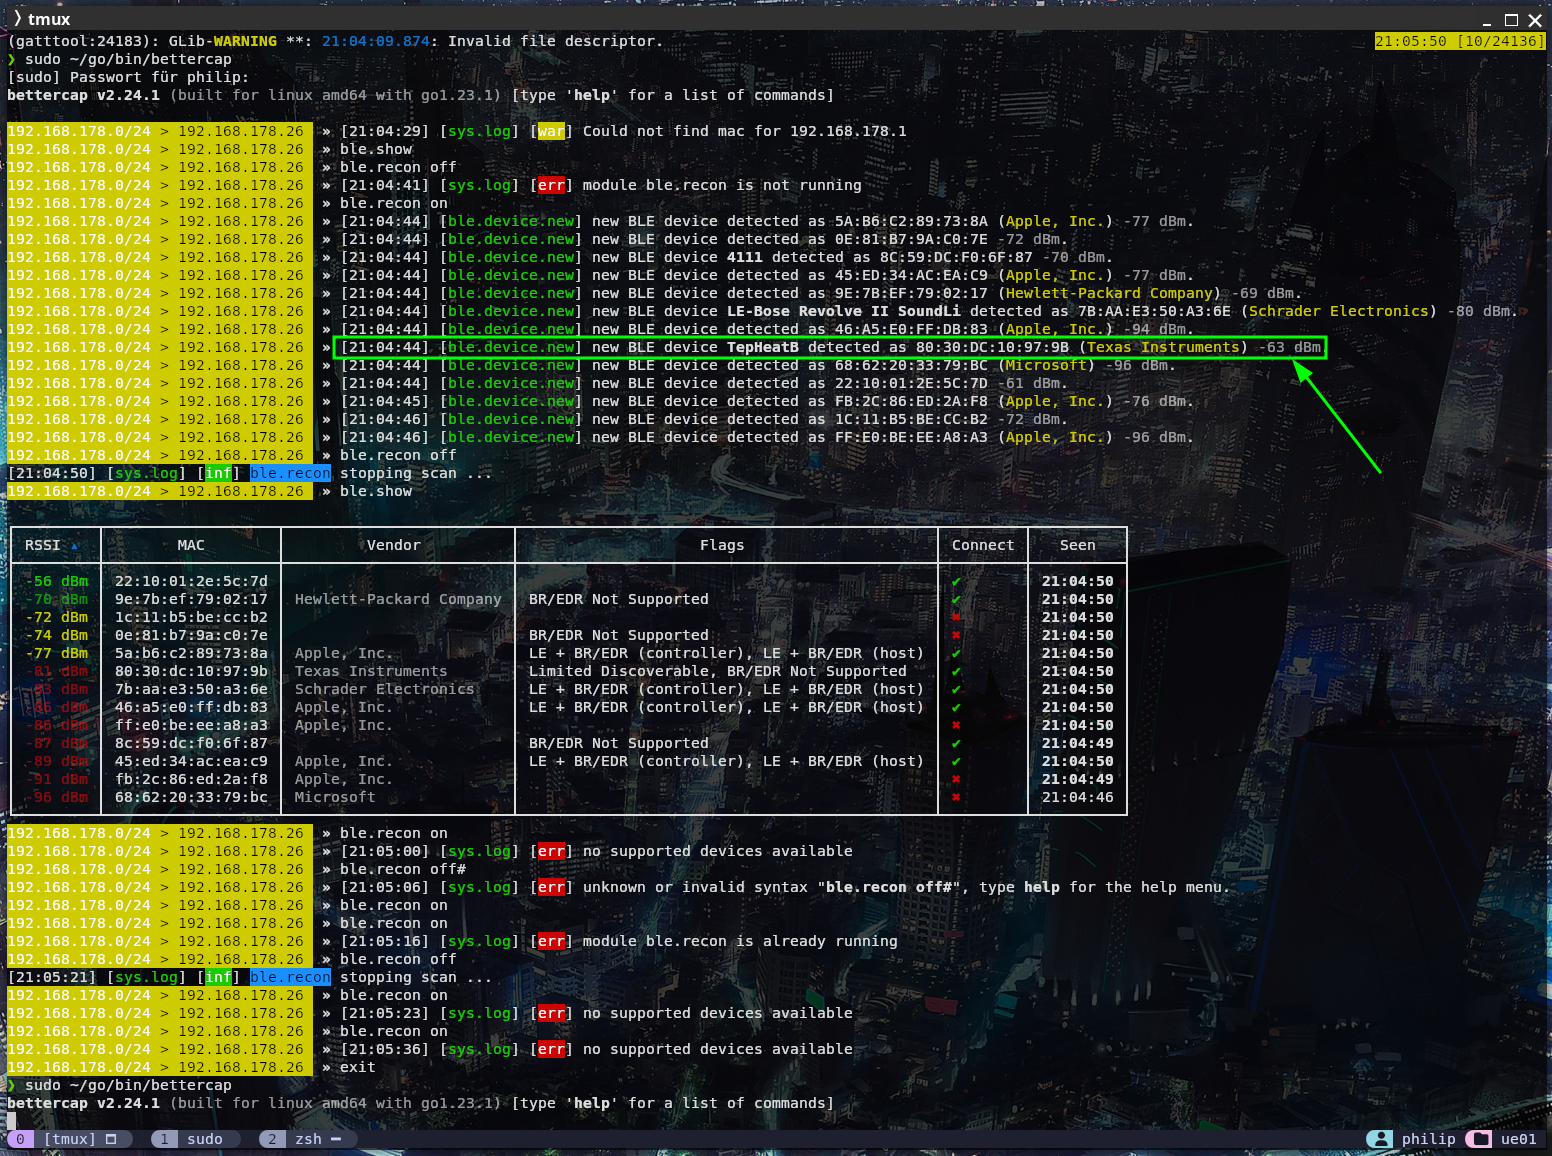 ❭ tmux
(gatttool:24183): GLib-WARNING **: 21:04:09.874: Invalid file descriptor.
21:05:50 [10/24136]
❯ sudo ~/go/bin/bettercap
[sudo] Passwort für philip:
bettercap v2.24.1 (built for linux amd64 with go1.23.1) [type 'help' for a list of commands]
192.168.178.0/24 > 192.168.178.26 » [21:04:29] [sys.log] [war] Could not find mac for 192.168.178.1
192.168.178.0/24 > 192.168.178.26 » ble.show
192.168.178.0/24 > 192.168.178.26 » ble.recon off
192.168.178.0/24 > 192.168.178.26 » [21:04:41] [sys.log] [err] module ble.recon is not running
192.168.178.0/24 > 192.168.178.26 » ble.recon on
192.168.178.0/24 > 192.168.178.26 » [21:04:44] [ble.device.new] new BLE device detected as 5A:B6:C2:89:73:8A (Apple, Inc.) -77 dBm.
192.168.178.0/24 > 192.168.178.26 » [21:04:44] [ble.device.new] new BLE device detected as 0E:81:B7:9A:C0:7E -72 dBm.
192.168.178.0/24 > 192.168.178.26 » [21:04:44] [ble.device.new] new BLE device 4111 detected as 8C:59:DC:F0:6F:87 -70 dBm.
192.168.178.0/24 > 192.168.178.26 » [21:04:44] [ble.device.new] new BLE device detected as 45:ED:34:AC:EA:C9 (Apple, Inc.) -77 dBm.
192.168.178.0/24 > 192.168.178.26 » [21:04:44] [ble.device.new] new BLE device detected as 9E:7B:EF:79:02:17 (Hewlett-Packard Company) -69 dBm.
192.168.178.0/24 > 192.168.178.26 » [21:04:44] [ble.device.new] new BLE device LE-Bose Revolve II SoundLi detected as 7B:AA:E3:50:A3:6E (Schrader Electronics) -80 dBm.
192.168.178.0/24 > 192.168.178.26 » [21:04:44] [ble.device.new] new BLE device detected as 46:A5:E0:FF:DB:83 (Apple, Inc.) -94 dBm.
192.168.178.0/24 > 192.168.178.26 » [21:04:44] [ble.device.new] new BLE device TepHeatB detected as 80:30:DC:10:97:9B (Texas Instruments) -63 dBm
192.168.178.0/24 > 192.168.178.26 » [21:04:44] [ble.device.new] new BLE device detected as 68:62:20:33:79:BC (Microsoft) -96 dBm.
192.168.178.0/24 > 192.168.178.26 » [21:04:44] [ble.device.new] new BLE device detected as 22:10:01:2E:5C:7D -61 dBm.
192.168.178.0/24 > 192.168.178.26 » [21:04:45] [ble.device.new] new BLE device detected as FB:2C:86:ED:2A:F8 (Apple, Inc.) -76 dBm.
192.168.178.0/24 > 192.168.178.26 » [21:04:46] [ble.device.new] new BLE device detected as 1C:11:B5:BE:CC:B2 -72 dBm.
192.168.178.0/24 > 192.168.178.26 » [21:04:46] [ble.device.new] new BLE device detected as FF:E0:BE:EE:A8:A3 (Apple, Inc.) -96 dBm.
192.168.178.0/24 > 192.168.178.26 » ble.recon off
[21:04:50] [sys.log] [inf] ble.recon stopping scan ...
192.168.178.0/24 > 192.168.178.26 » ble.show
RSSI ▲ MAC Vendor Flags Connect Seen
-56 dBm 22:10:01:2e:5c:7d ✔ 21:04:50
-70 dBm 9e:7b:ef:79:02:17 Hewlett-Packard Company BR/EDR Not Supported ✔ 21:04:50
-72 dBm 1c:11:b5:be:cc:b2 ✖ 21:04:50
-74 dBm 0e:81:b7:9a:c0:7e BR/EDR Not Supported ✖ 21:04:50
-77 dBm 5a:b6:c2:89:73:8a Apple, Inc. LE + BR/EDR (controller), LE + BR/EDR (host) ✔ 21:04:50
-81 dBm 80:30:dc:10:97:9b Texas Instruments Limited Discoverable, BR/EDR Not Supported ✔ 21:04:50
-83 dBm 7b:aa:e3:50:a3:6e Schrader Electronics LE + BR/EDR (controller), LE + BR/EDR (host) ✔ 21:04:50
-86 dBm 46:a5:e0:ff:db:83 Apple, Inc. LE + BR/EDR (controller), LE + BR/EDR (host) ✔ 21:04:50
-86 dBm ff:e0:be:ee:a8:a3 Apple, Inc. ✖ 21:04:50
-87 dBm 8c:59:dc:f0:6f:87 BR/EDR Not Supported ✔ 21:04:49
-89 dBm 45:ed:34:ac:ea:c9 Apple, Inc. LE + BR/EDR (controller), LE + BR/EDR (host) ✔ 21:04:50
-91 dBm fb:2c:86:ed:2a:f8 Apple, Inc. ✖ 21:04:49
-96 dBm 68:62:20:33:79:bc Microsoft ✖ 21:04:46
192.168.178.0/24 > 192.168.178.26 » ble.recon on
192.168.178.0/24 > 192.168.178.26 » [21:05:00] [sys.log] [err] no supported devices available
192.168.178.0/24 > 192.168.178.26 » ble.recon off#
192.168.178.0/24 > 192.168.178.26 » [21:05:06] [sys.log] [err] unknown or invalid syntax "ble.recon off#", type help for the help menu.
192.168.178.0/24 > 192.168.178.26 » ble.recon on
192.168.178.0/24 > 192.168.178.26 » ble.recon on
192.168.178.0/24 > 192.168.178.26 » [21:05:16] [sys.log] [err] module ble.recon is already running
192.168.178.0/24 > 192.168.178.26 » ble.recon off
[21:05:21] [sys.log] [inf] ble.recon stopping scan ...
192.168.178.0/24 > 192.168.178.26 » ble.recon on
192.168.178.0/24 > 192.168.178.26 » [21:05:23] [sys.log] [err] no supported devices available
192.168.178.0/24 > 192.168.178.26 » ble.recon on
192.168.178.0/24 > 192.168.178.26 » [21:05:36] [sys.log] [err] no supported devices available
192.168.178.0/24 > 192.168.178.26 » exit
❯ sudo ~/go/bin/bettercap
bettercap v2.24.1 (built for linux amd64 with go1.23.1) [type 'help' for a list of commands]
0 [tmux] 1 sudo 2 zsh philip ue01